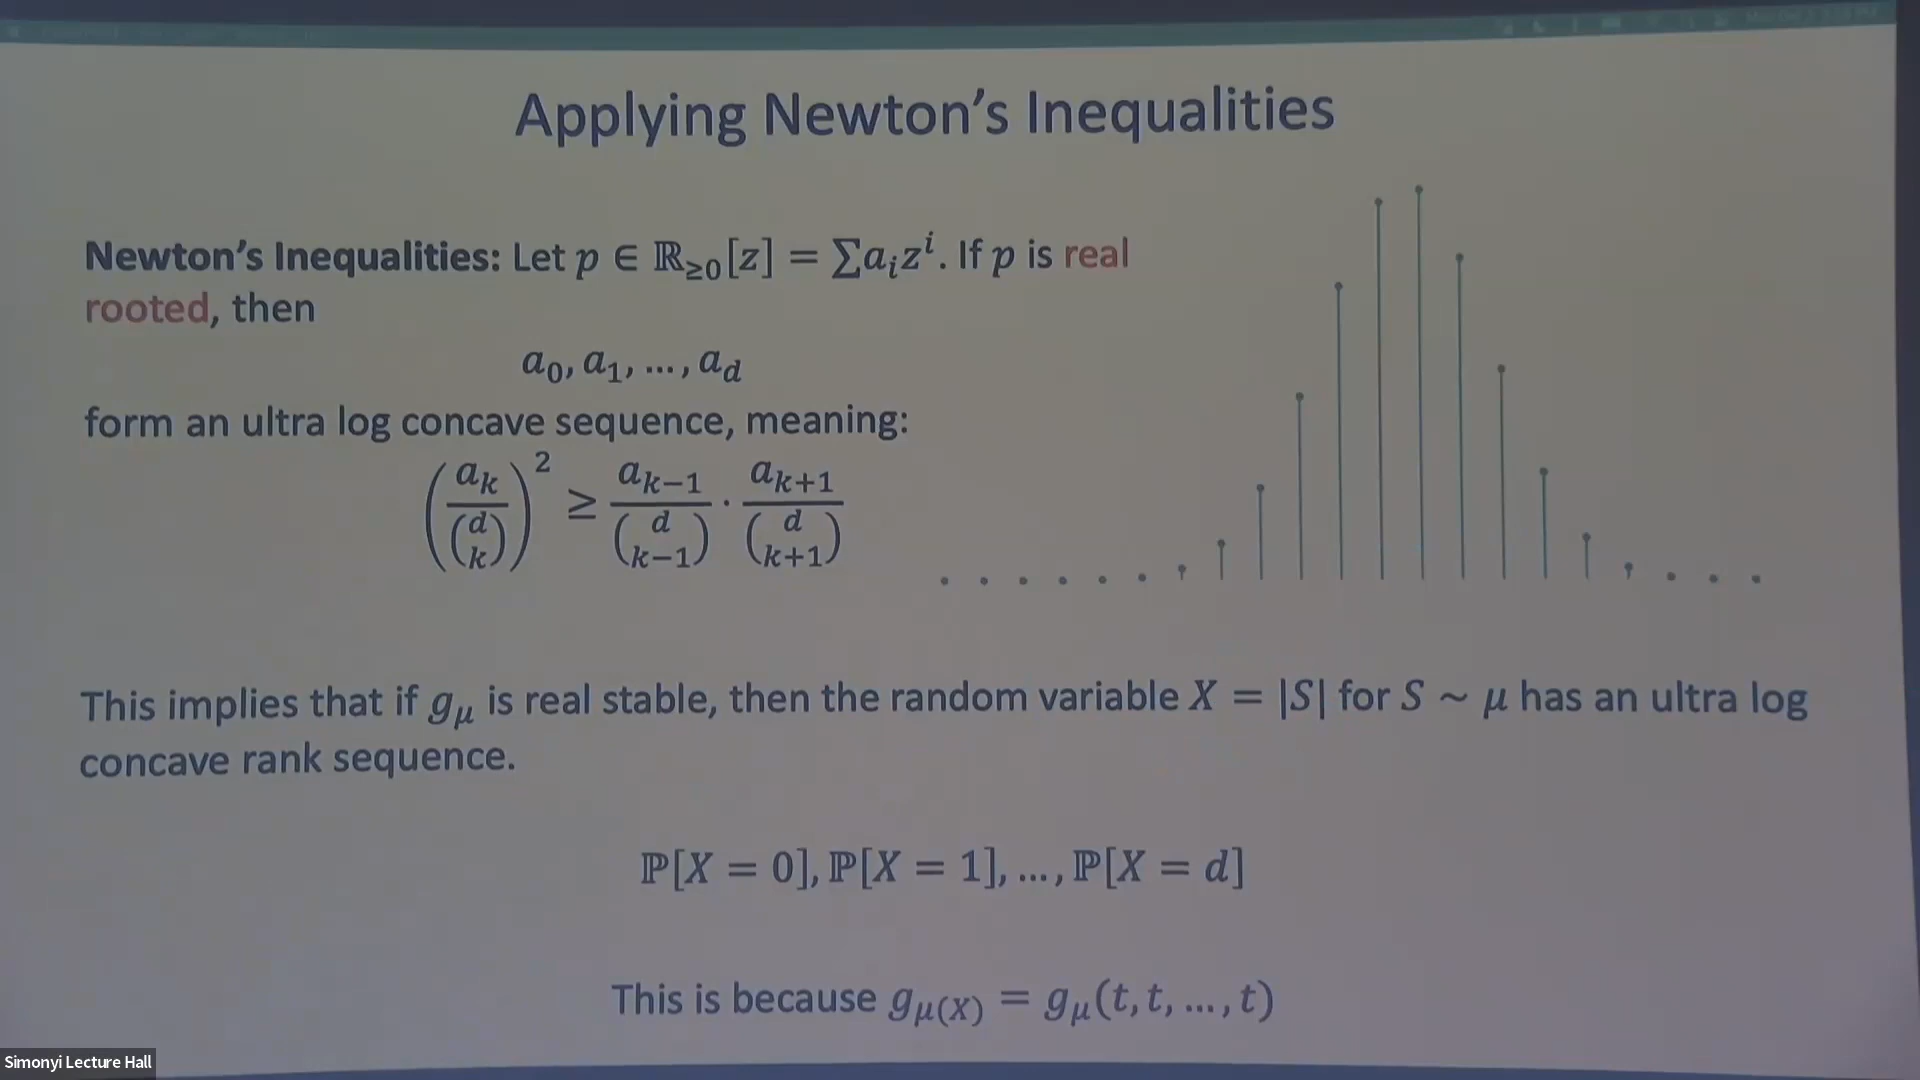 Applying Newton's Inequalities
Newton's Inequalities: Let p ∈ ℝ≥0[z] = ∑aᵢzⁱ. If p is real
rooted, then
a₀, a₁, …, a_d
form an ultra log concave sequence, meaning:
(a_k / (d k))² ≥ a_{k−1} / (d k−1) · a_{k+1} / (d k+1)
This implies that if g_μ is real stable, then the random variable X = |S| for S ~ μ has an ultra log
concave rank sequence.
ℙ[X = 0], ℙ[X = 1], …, ℙ[X = d]
This is because g_{μ(X)} = g_μ(t, t, …, t)
Simonyi Lecture Hall